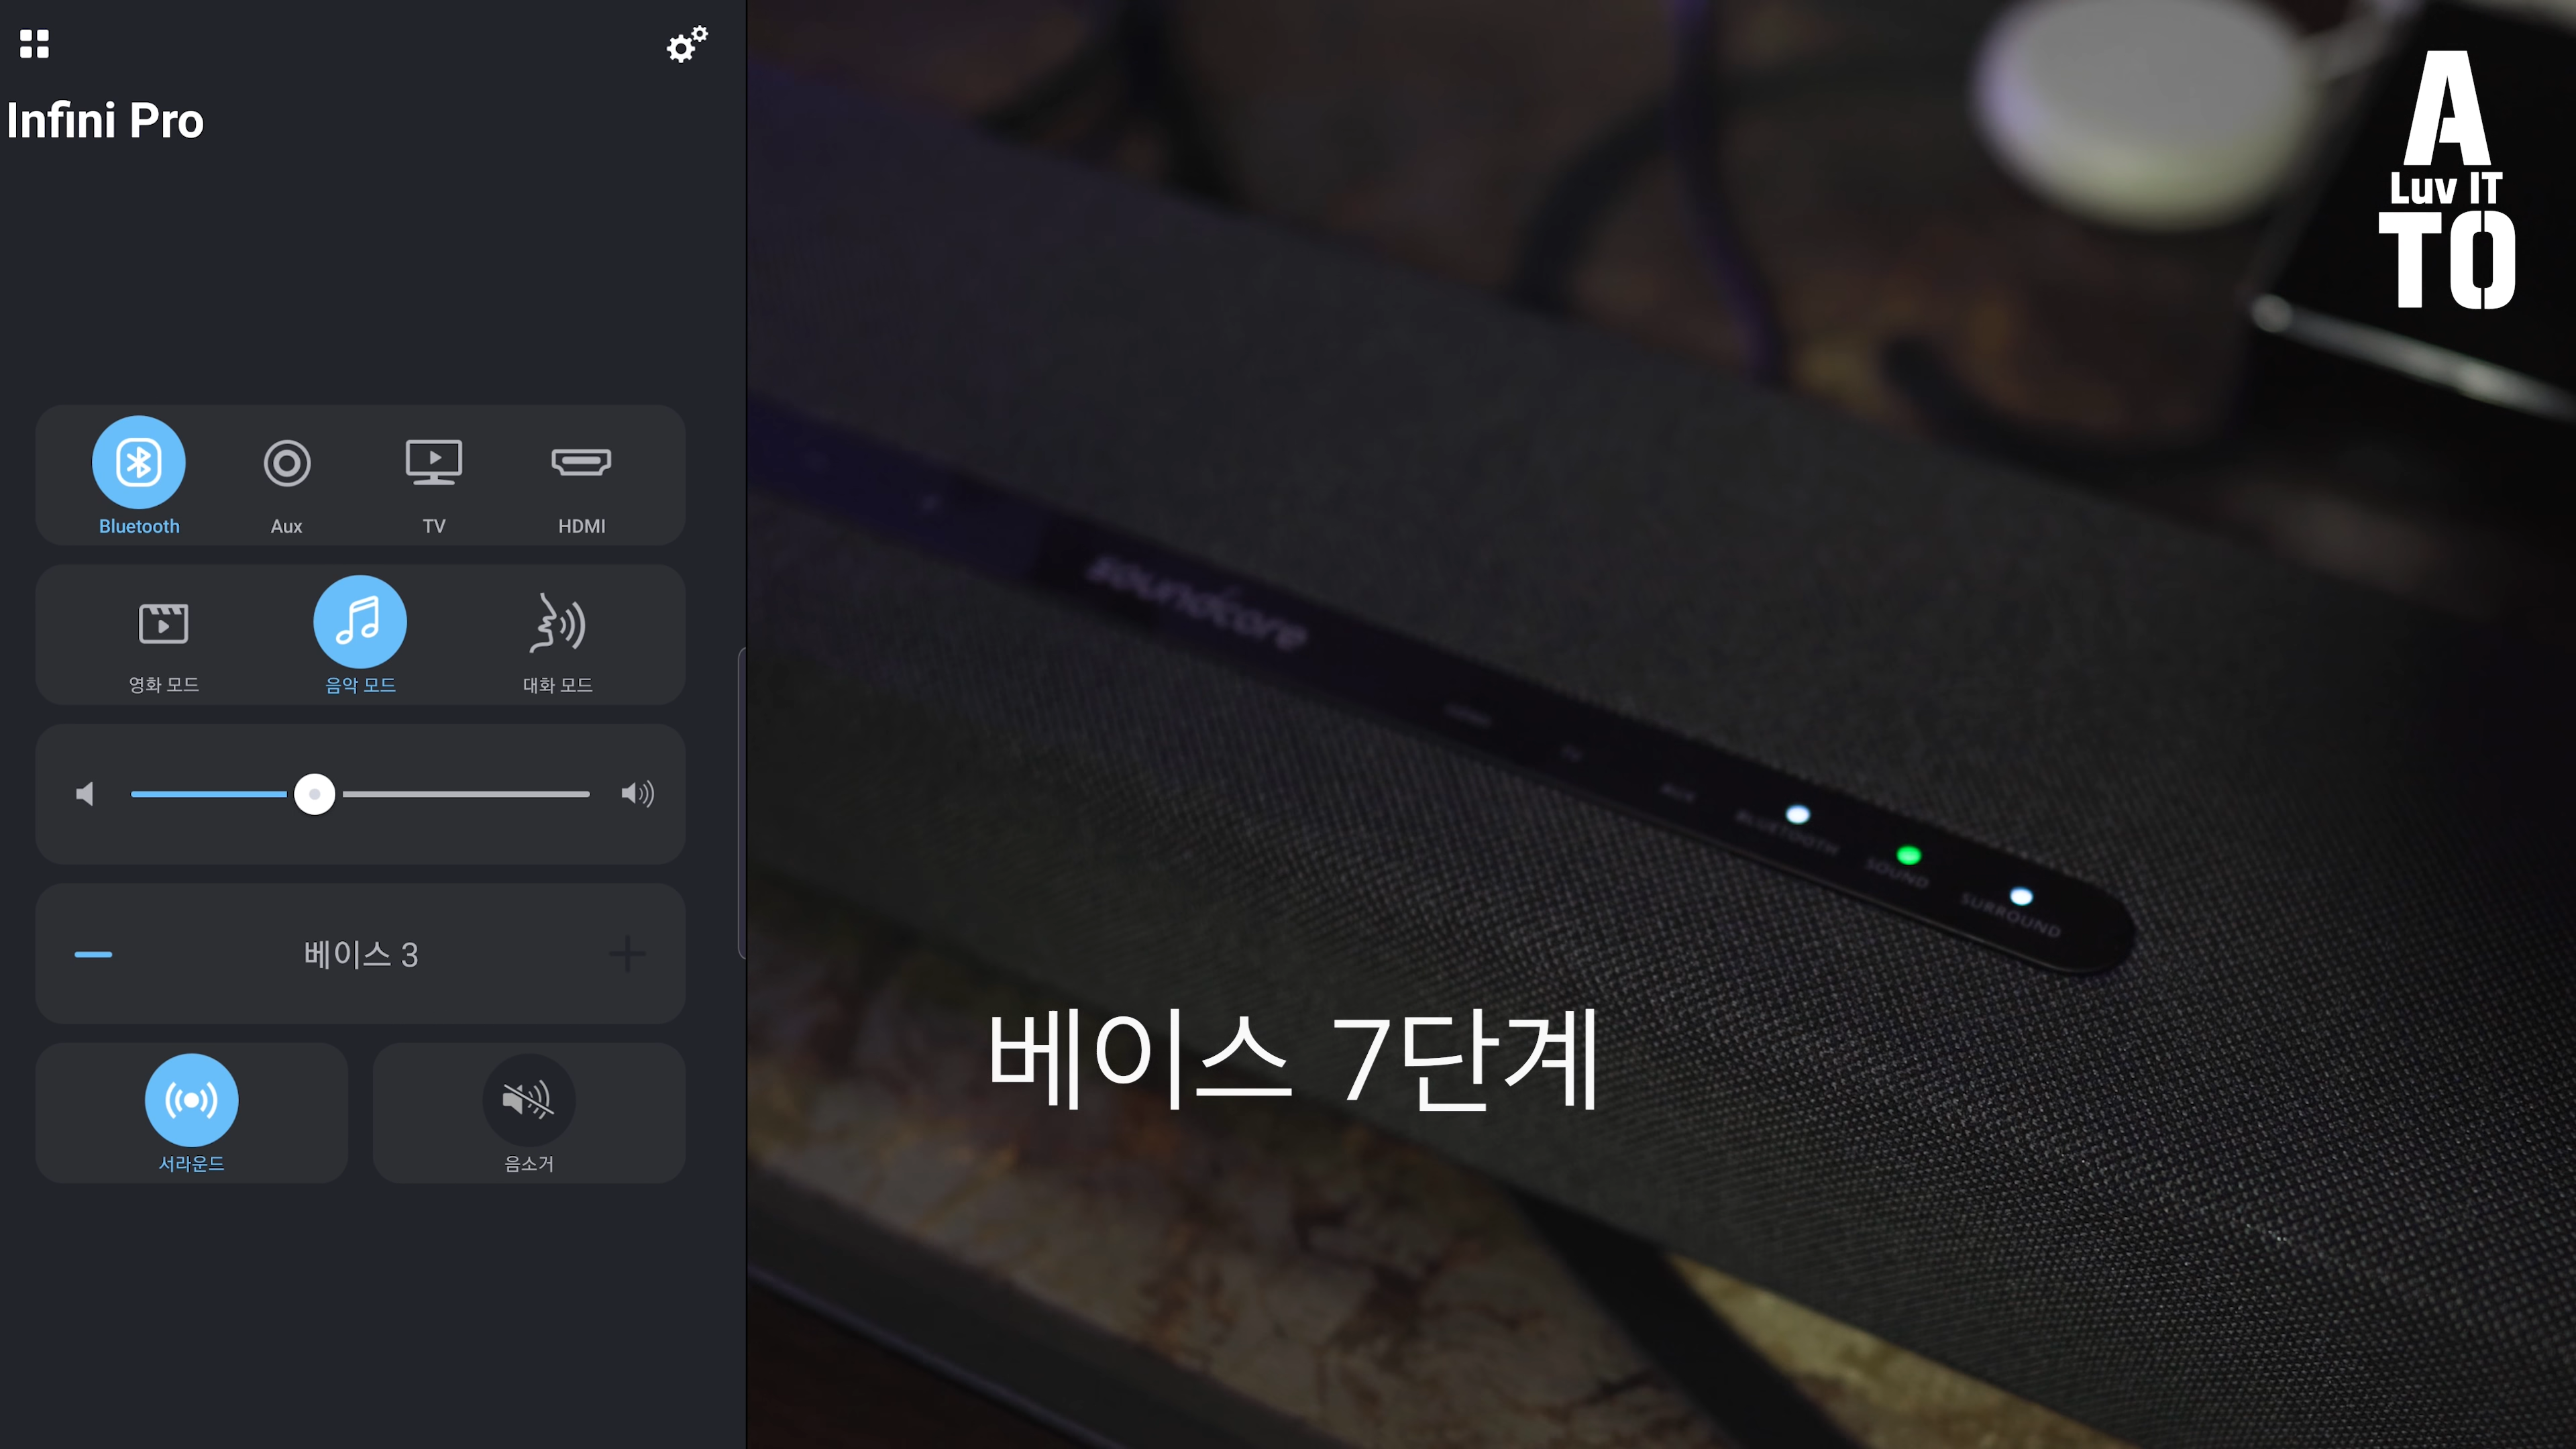 Infini Pro
Bluetooth
Aux
TV
HDMI
영화 모드
음악 모드
대화 모드
베이스 3
서라운드
음소거
soundcore
BLUETOOTH
SOUND
SURROUND
베이스 7단계
A
Luv IT
TO